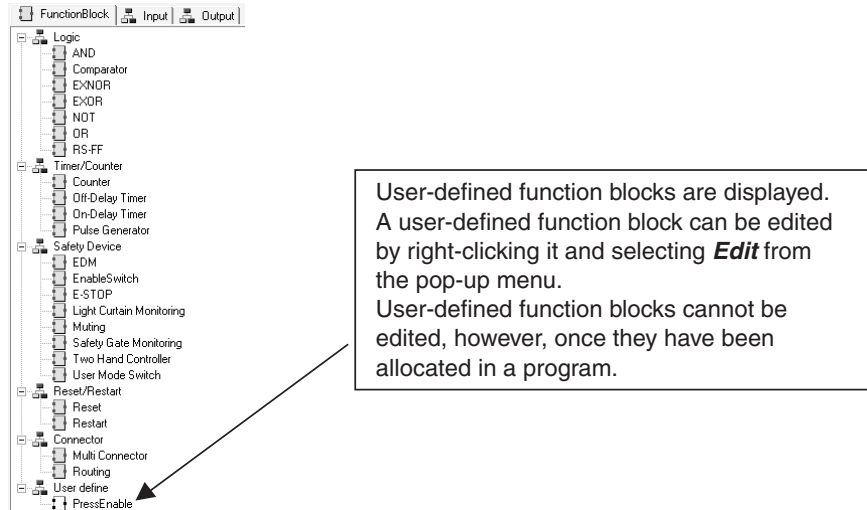 FunctionBlock Input Output
Logic
AND
Comparator
EXNOR
EXOR
NOT
OR
RS-FF
Timer/Counter
Counter
Off-Delay Timer
On-Delay Timer
Pulse Generator
Safety Device
EDM
EnableSwitch
E-STOP
Light Curtain Monitoring
Muting
Safety Gate Monitoring
Two Hand Controller
User Mode Switch
Reset/Restart
Reset
Restart
Connector
Multi Connector
Routing
User define
PressEnable
User-defined function blocks are displayed.
A user-defined function block can be edited
by right-clicking it and selecting Edit from
the pop-up menu.
User-defined function blocks cannot be
edited, however, once they have been
allocated in a program.